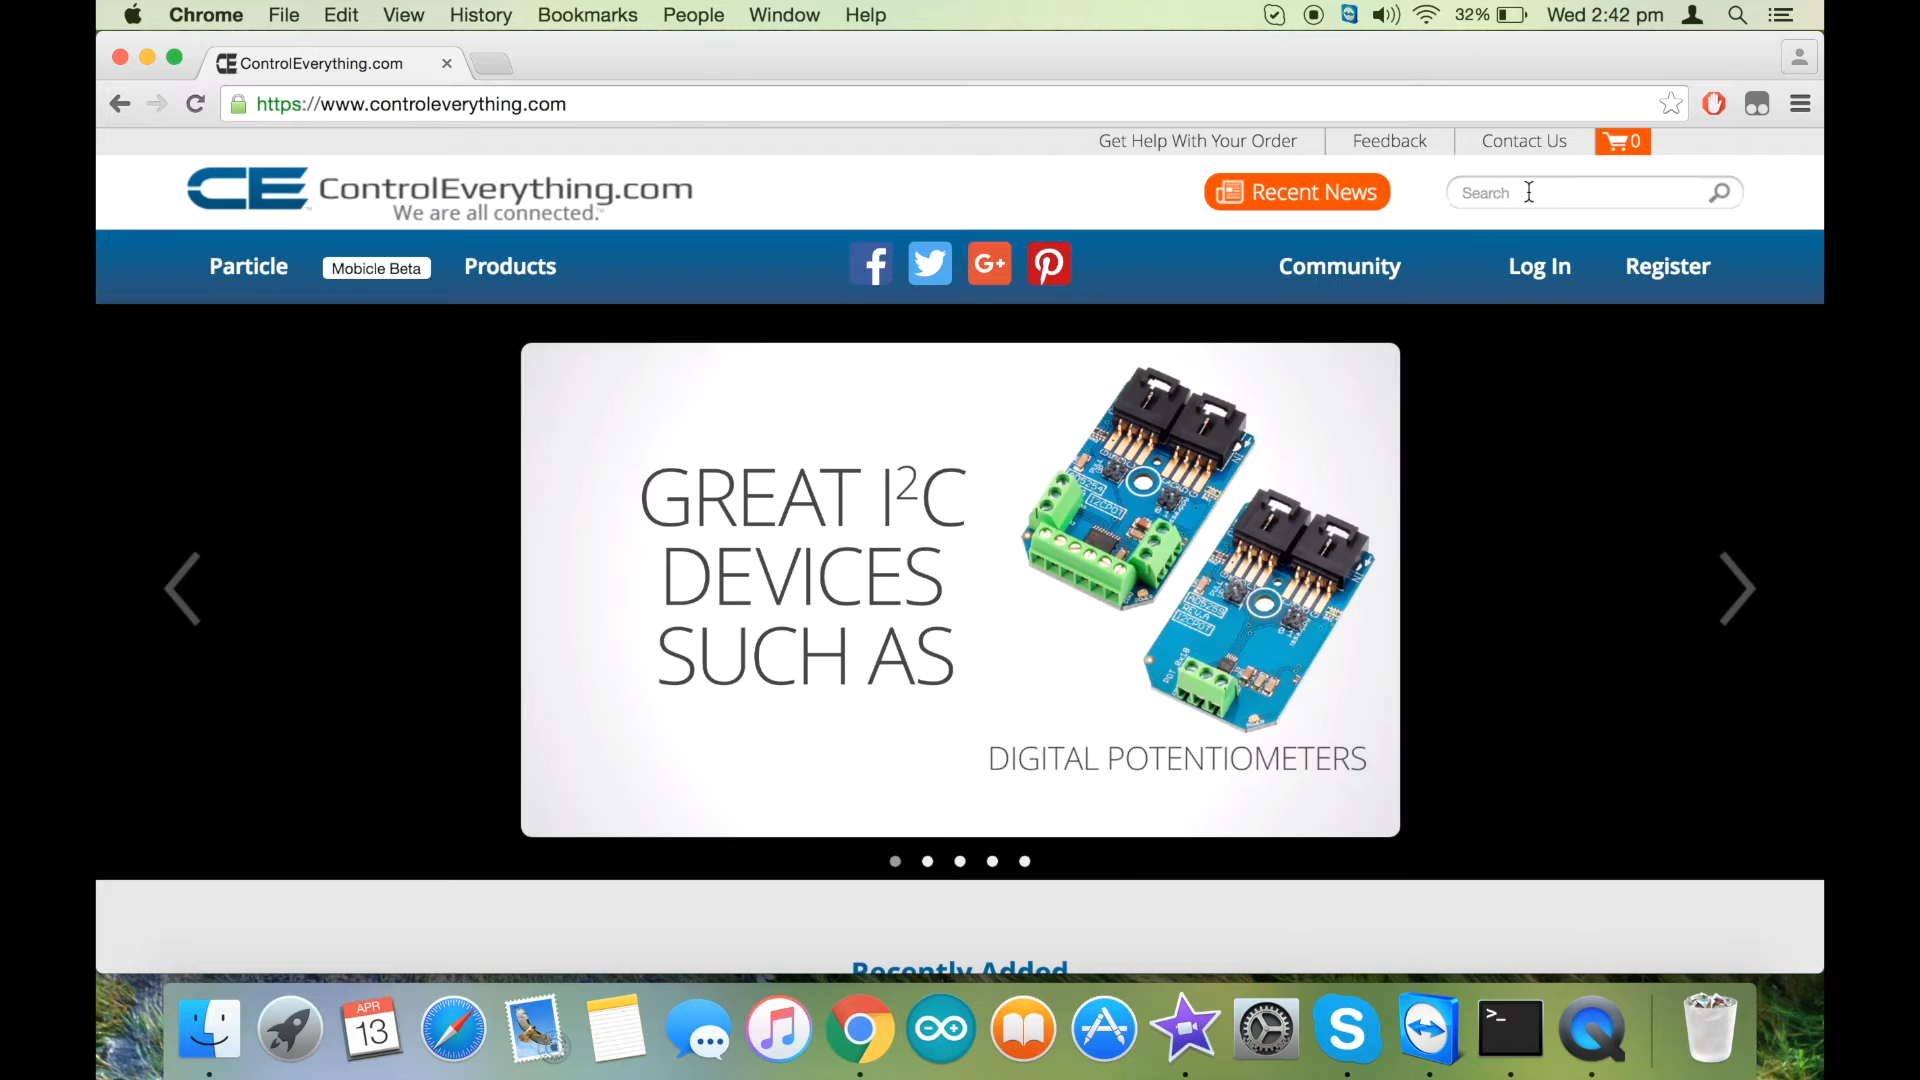 Chrome File Edit View History Bookmarks People Window Help 32% Wed 2:42 pm
ControlEverything.com
https://www.controleverything.com
Get Help With Your Order Feedback Contact Us 0
CE ControlEverything.com
We are all connected.
Recent News
Search
Particle Mobicle Beta Products
f G+
Community Log In Register
GREAT I²C
DEVICES
SUCH AS
DIGITAL POTENTIOMETERS
Recently Added
APR
13